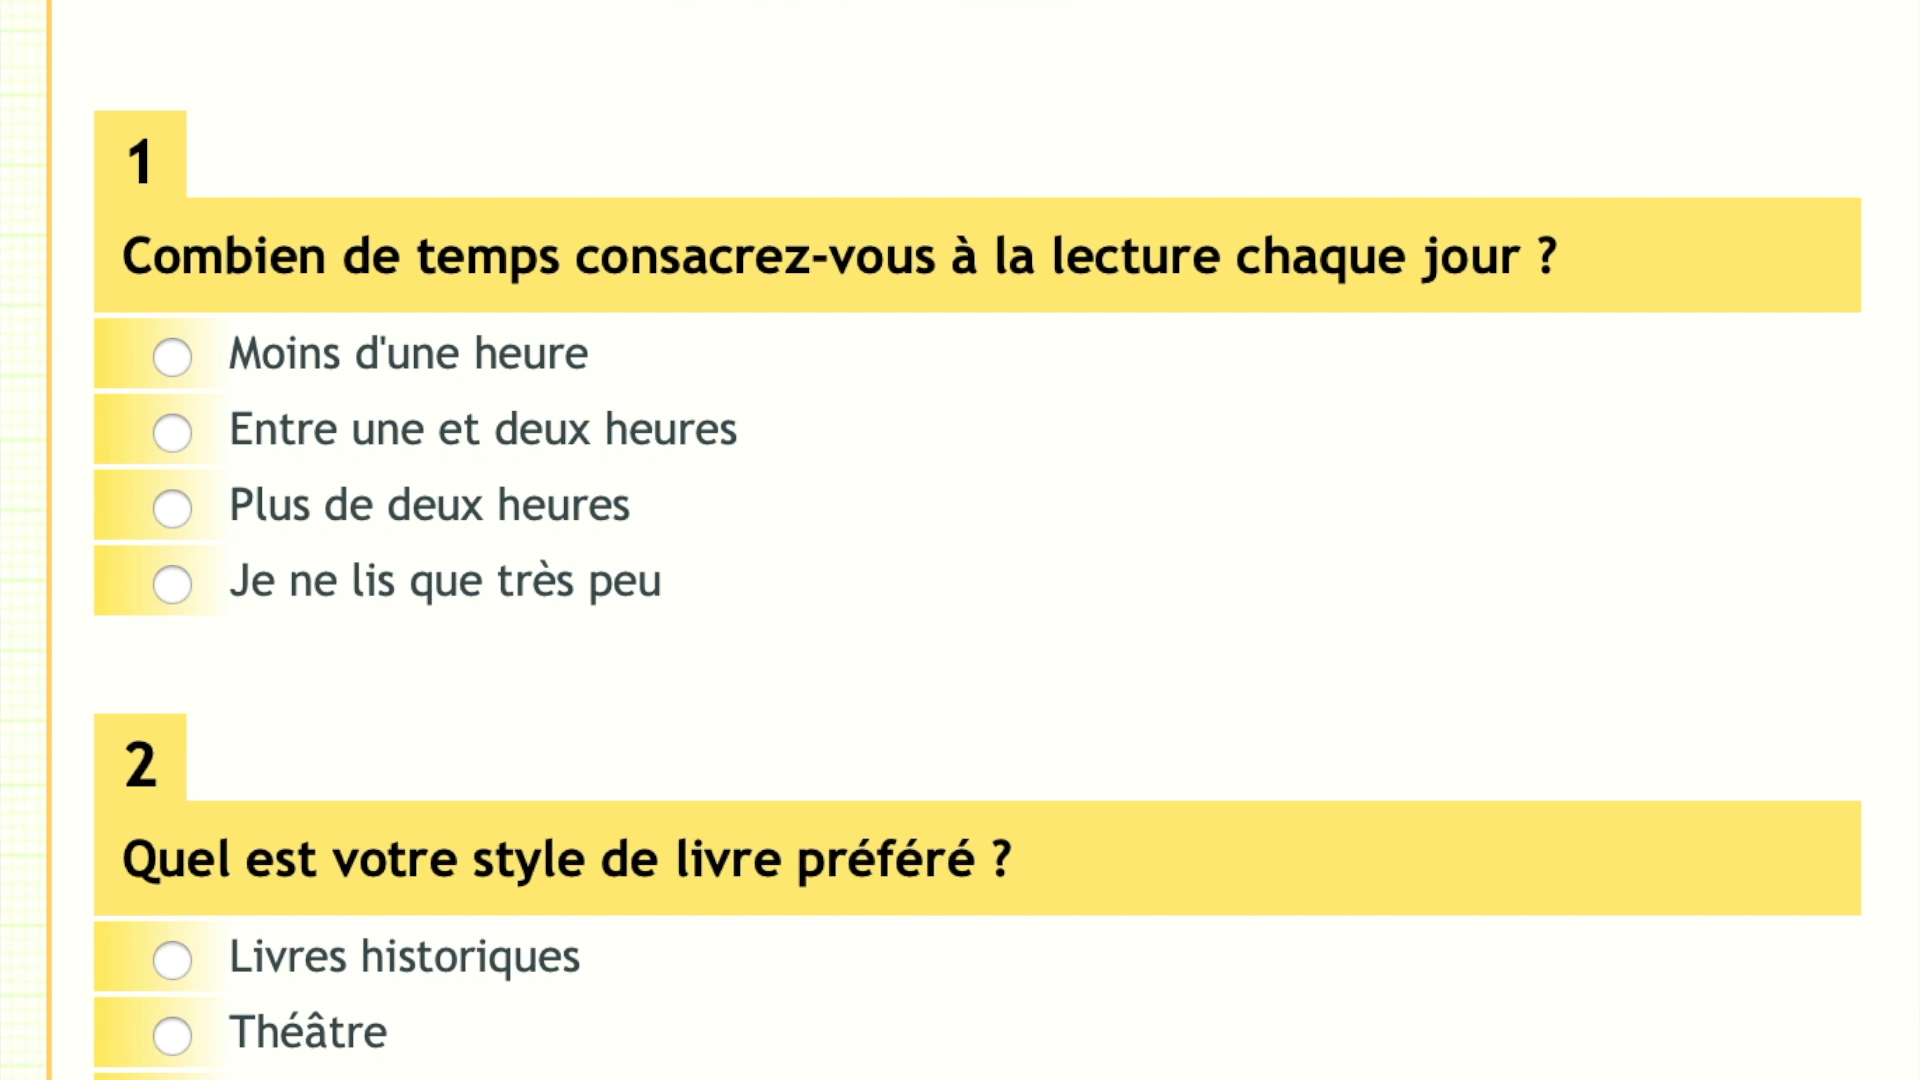 1
Combien de temps consacrez-vous à la lecture chaque jour ?
Moins d'une heure
Entre une et deux heures
Plus de deux heures
Je ne lis que très peu
2
Quel est votre style de livre préféré ?
Livres historiques
Théâtre